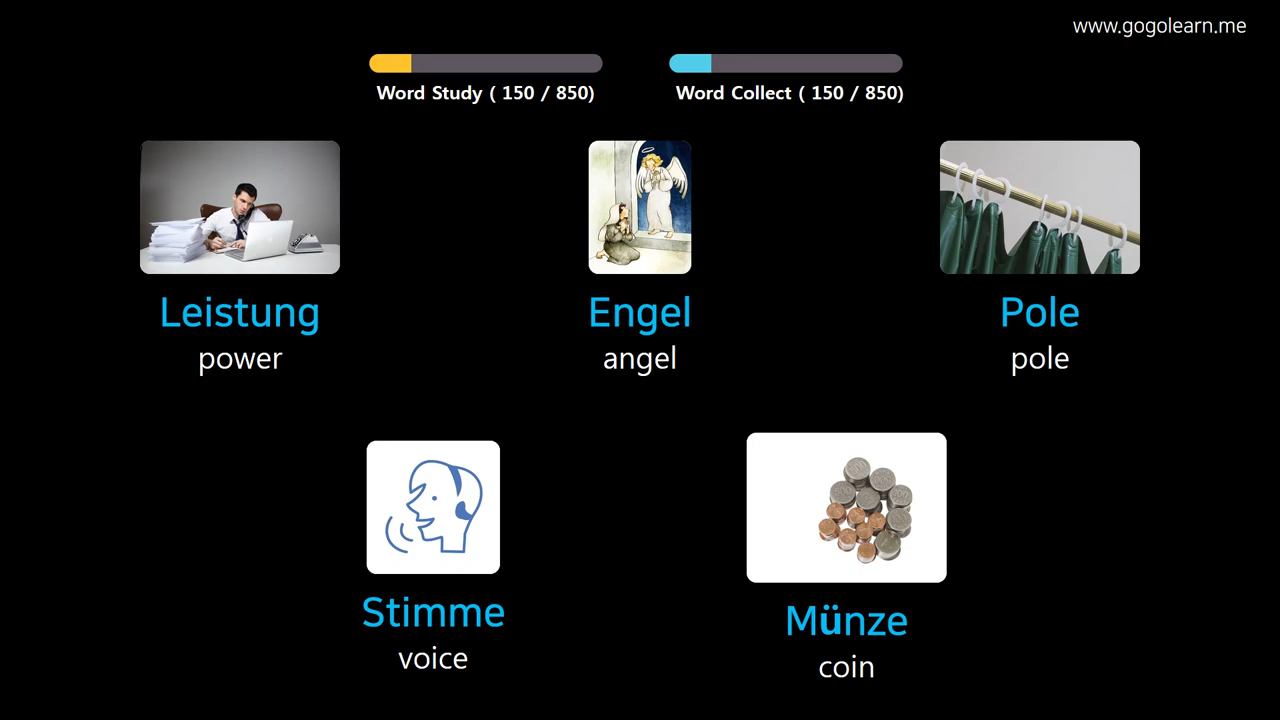 www.gogolearn.me
Word Study ( 150 / 850)
Word Collect ( 150 / 850)
Leistung
power
Engel
angel
Pole
pole
Stimme
voice
Münze
coin